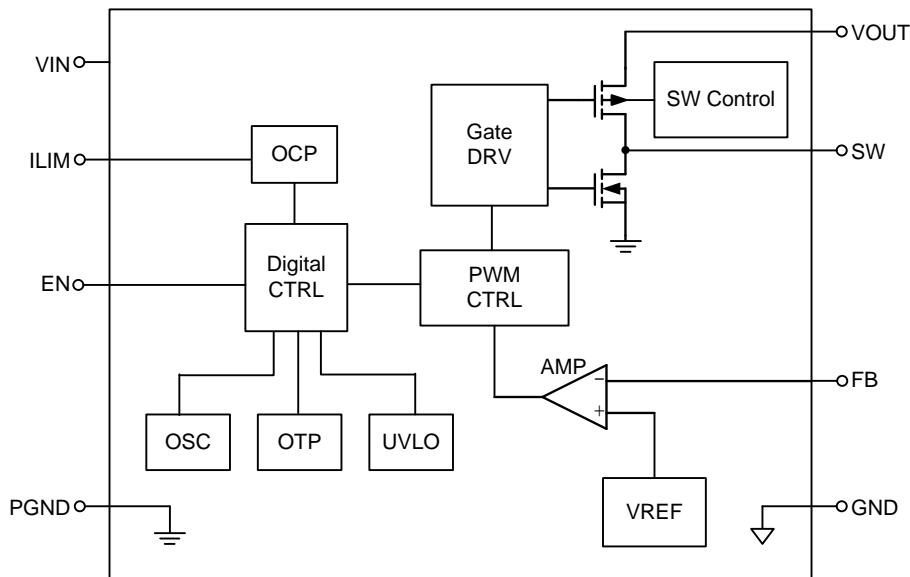 VOUT
VIN
SW Control
Gate
DRV
OCP
ILIM
SW
Digital
CTRL
EN
PWM
CTRL
AMP
−
FB
+
OSC
OTP
UVLO
VREF
PGND
GND